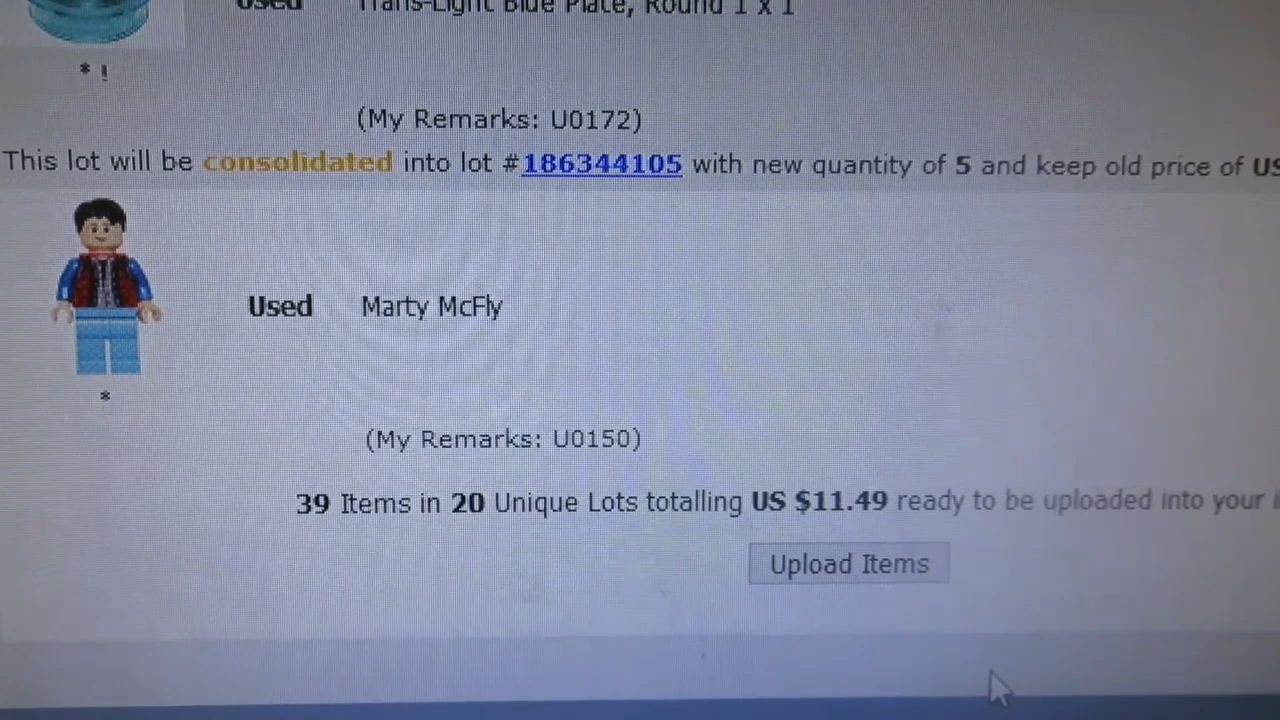 Used Trans-Light Blue Plate, Round 1 x 1
* !
(My Remarks: U0172)
This lot will be consolidated into lot #186344105 with new quantity of 5 and keep old price of US
Used Marty McFly
*
(My Remarks: U0150)
39 Items in 20 Unique Lots totalling US $11.49 ready to be uploaded into your
Upload Items